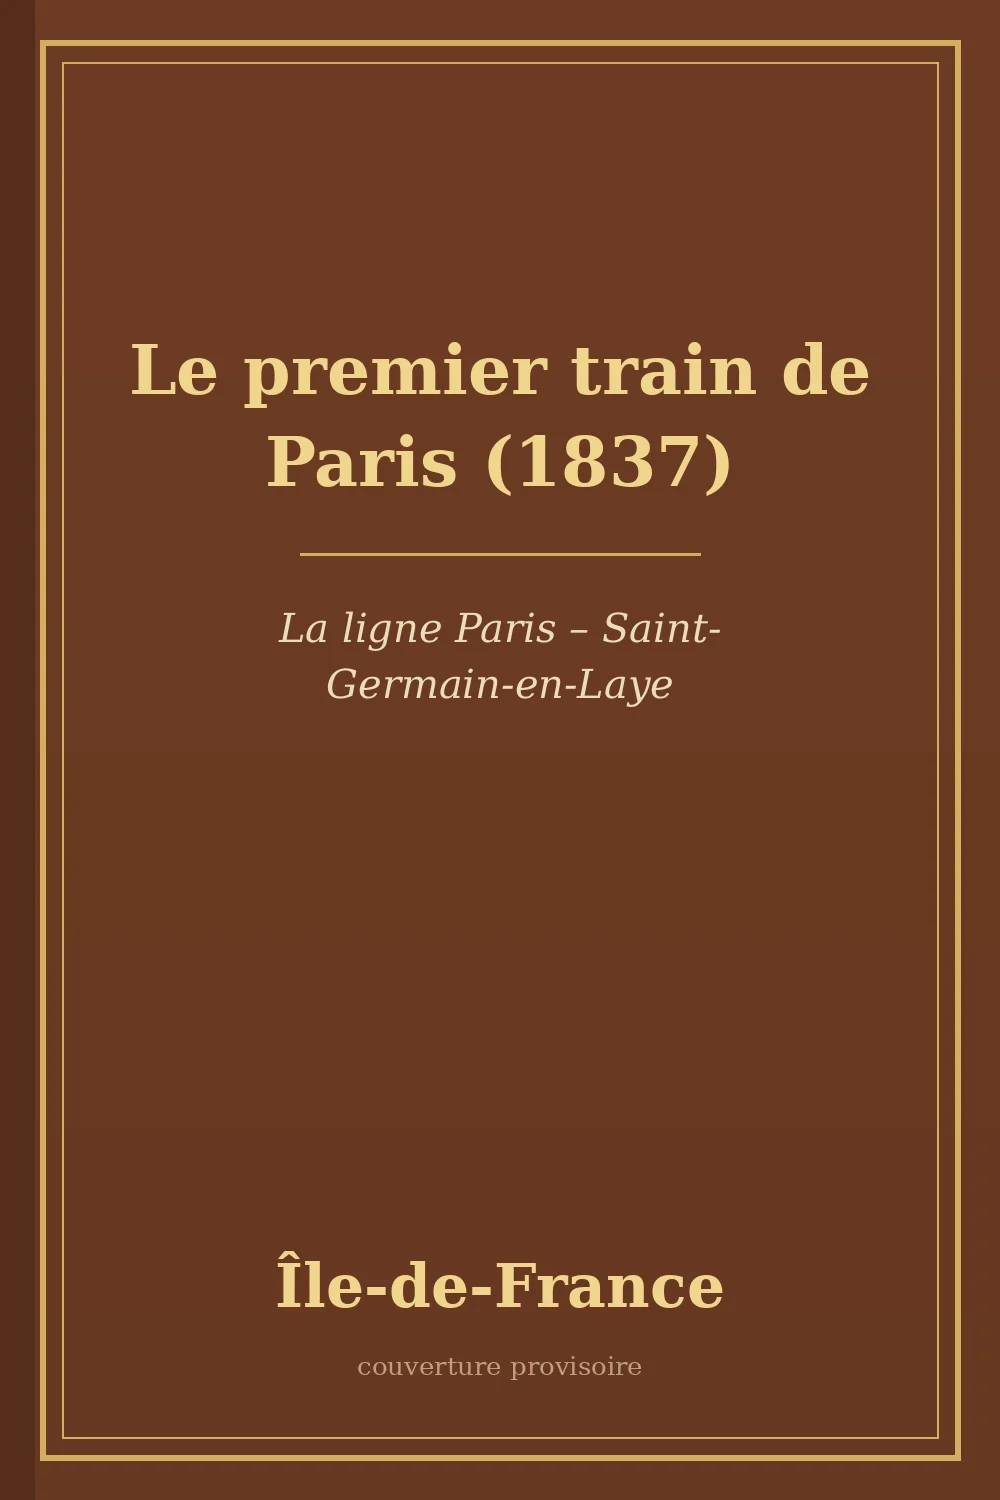 Le premier train de
Paris (1837)
La ligne Paris – Saint-
Germain-en-Laye
Île-de-France
couverture provisoire